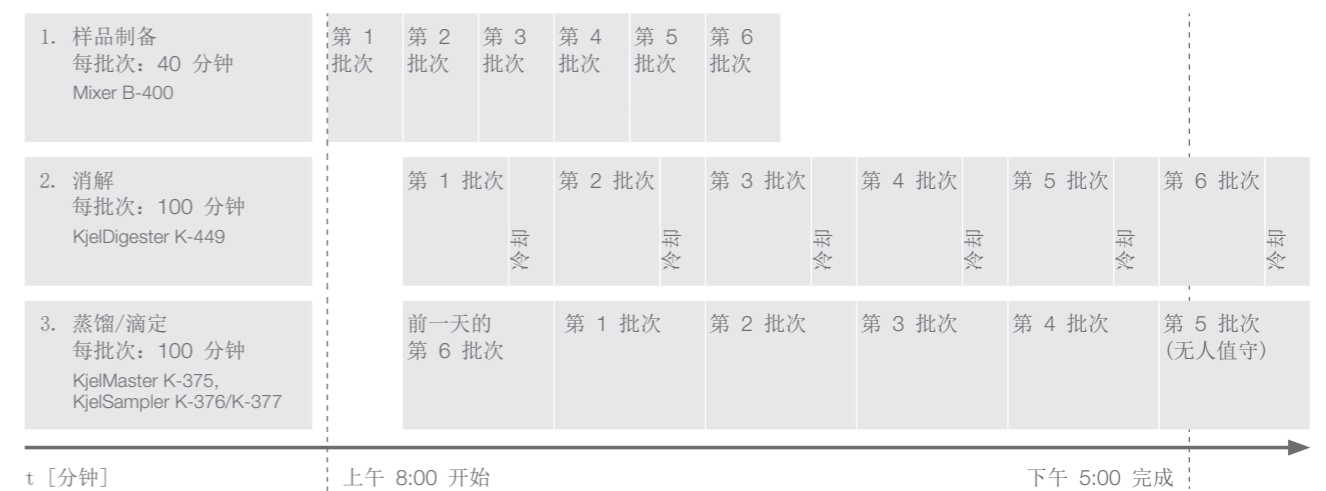 1. 样品制备
每批次: 40 分钟
Mixer B-400
第 1
批次
第 2
批次
第 3
批次
第 4
批次
第 5
批次
第 6
批次
2. 消解
每批次: 100 分钟
KjelDigester K-449
第 1 批次
冷却
第 2 批次
冷却
第 3 批次
冷却
第 4 批次
冷却
第 5 批次
冷却
第 6 批次
冷却
3. 蒸馏/滴定
每批次: 100 分钟
KjelMaster K-375,
KjelSampler K-376/K-377
前一天的
第 6 批次
第 1 批次
第 2 批次
第 3 批次
第 4 批次
第 5 批次
(无人值守)
t [分钟]
上午 8:00 开始
下午 5:00 完成